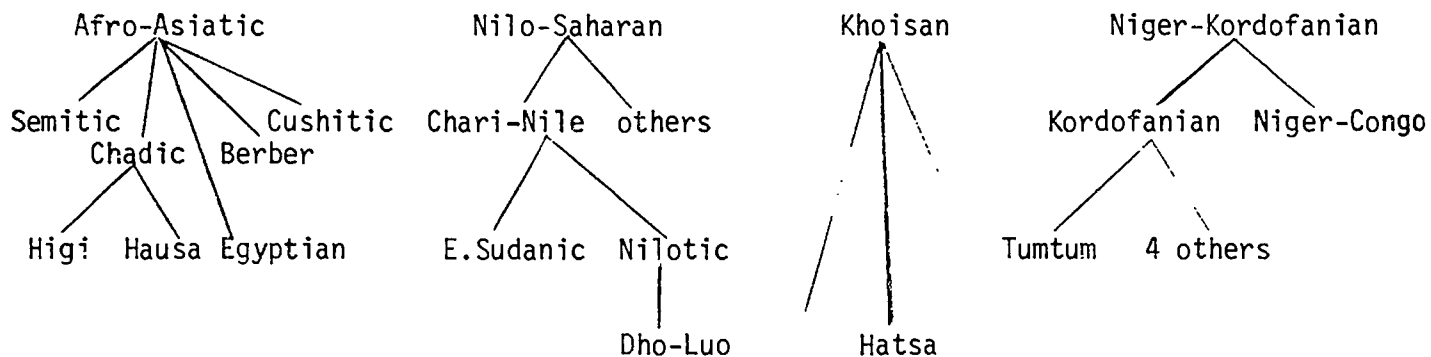 Afro-Asiatic Nilo-Saharan Khoisan Niger-Kordofanian
Semitic Cushitic Chari-Nile others Kordofanian Niger-Congo
Chadic Berber
Higi Hausa Egyptian E.Sudanic Nilotic Tumtum 4 others
Dho-Luo Hatsa